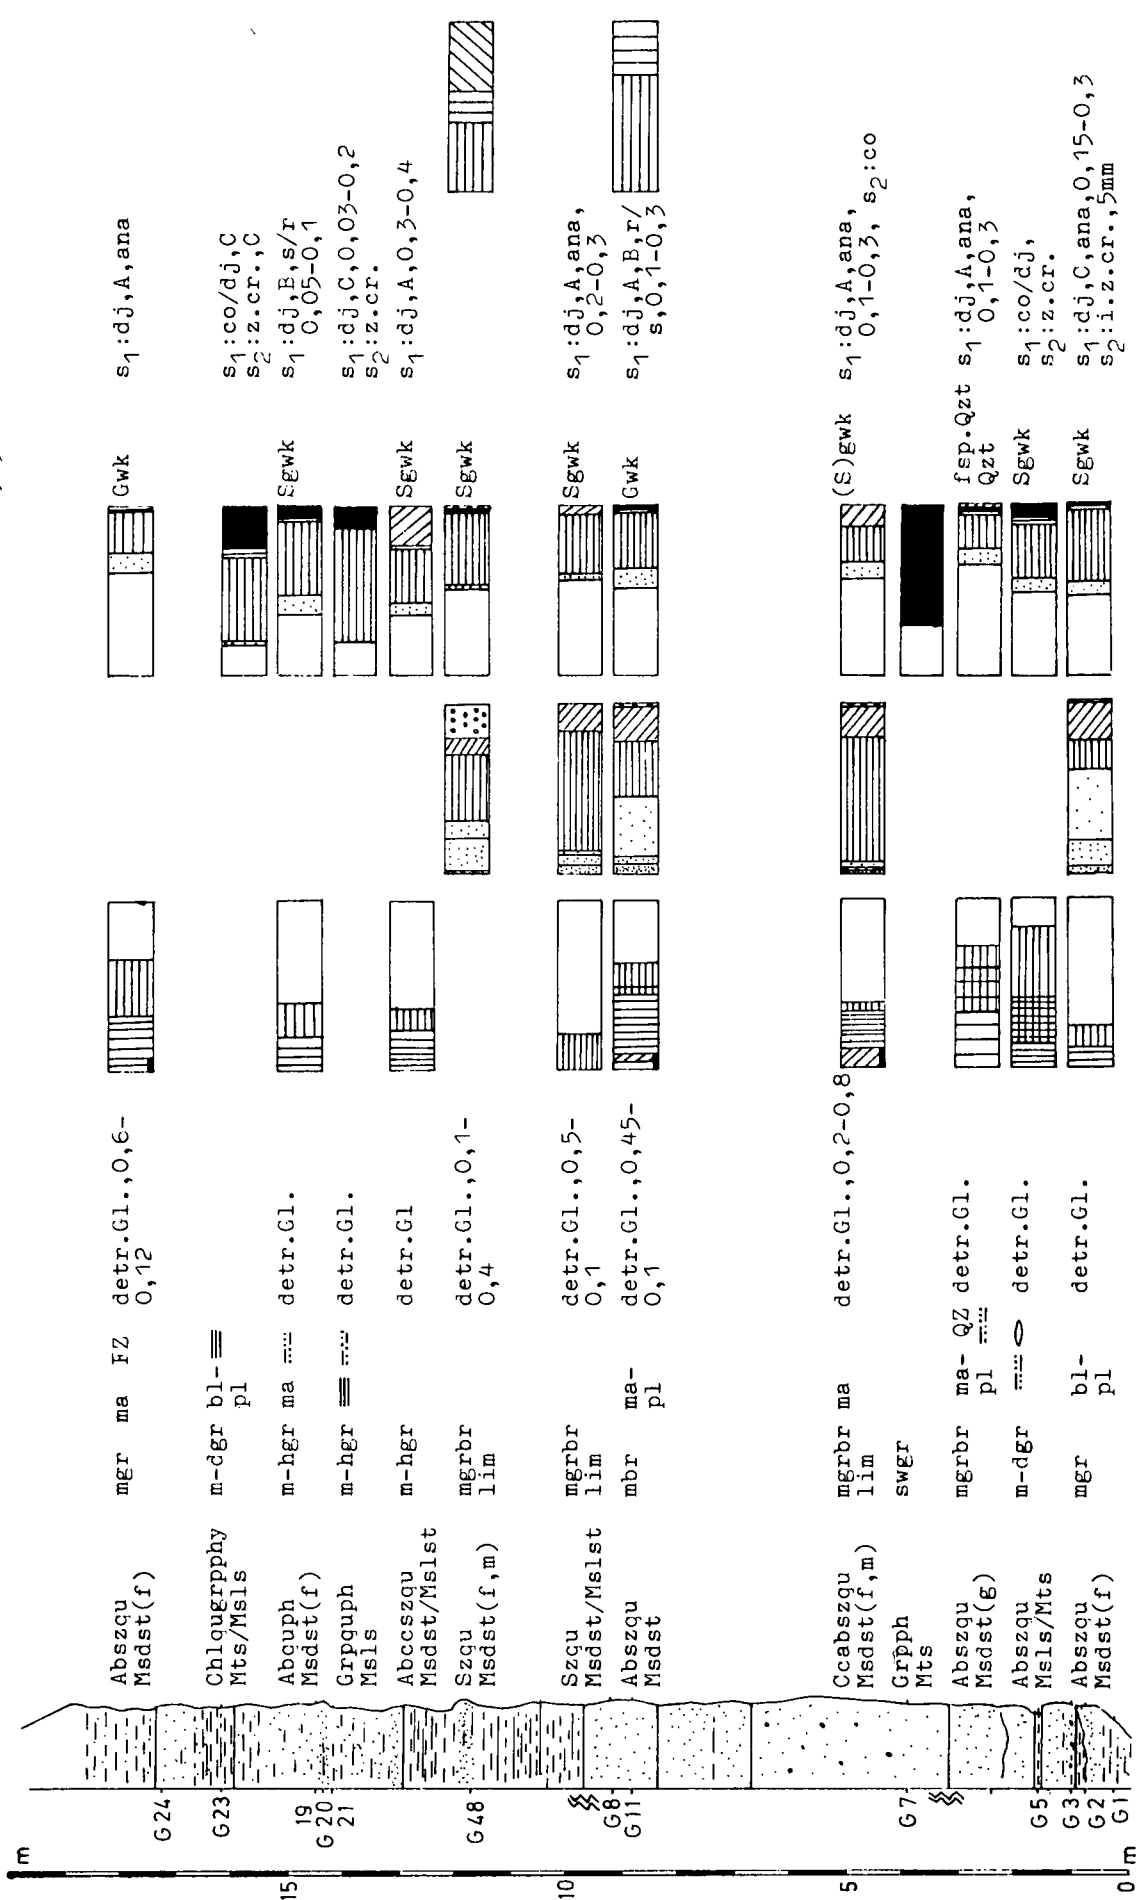 Abszqu
Msdst(f)
mgr
ma
FZ
detr.Gl.,0,6-
0,12
Gwk
s1:dj,A,ana
Chlqugrpphy
Mts/Msls
m-dgr
bl-
pl
s1:co/dj,C
s2:z.cr.,C
Abquph
Msdst(f)
m-hgr
ma
detr.Gl.
Sgwk
s1:dj,B,s/r
0,05-0,1
Grpquph
Msls
m-hgr
detr.Gl.
s1:dj,C,0,03-0,2
s2:z.cr.
Abccszqu
Msdst/Mslst
m-hgr
detr.Gl
Sgwk
s1:dj,A,0,3-0,4
Szqu
Msdst(f,m)
mgrbr
lim
detr.Gl.,0,1-
0,4
Sgwk
Szqu
Msdst/Mslst
mgrbr
lim
detr.Gl.,0,5-
0,1
Sgwk
s1:dj,A,ana,
0,2-0,3
Abszqu
Msdst
mbr
ma-
pl
detr.Gl.,0,45-
0,1
Gwk
s1:dj,A,B,r/
s,0,1-0,3
Ccabszqu
Msdst(f,m)
mgrbr
lim
ma
detr.Gl.,0,2-0,8
(S)gwk
s1:dj,A,ana,
0,1-0,3, s2:co
Grpph
Mts
swgr
Abszqu
Msdst(g)
mgrbr
ma-
pl
QZ
detr.Gl.
fsp.Qzt
Qzt
s1:dj,A,ana,
0,1-0,3
Abszqu
Msls/Mts
m-dgr
detr.Gl.
Sgwk
s1:co/dj,
s2:z.cr.
Abszqu
Msdst(f)
mgr
bl-
pl
detr.Gl.
Sgwk
s1:dj,C,ana,0,15-0,3
s2:i.z.cr.,5mm
G24
G23
19
G20
21
G48
G8
G11
G7
G5
G3
G2
G1
m
15
10
5
0
m